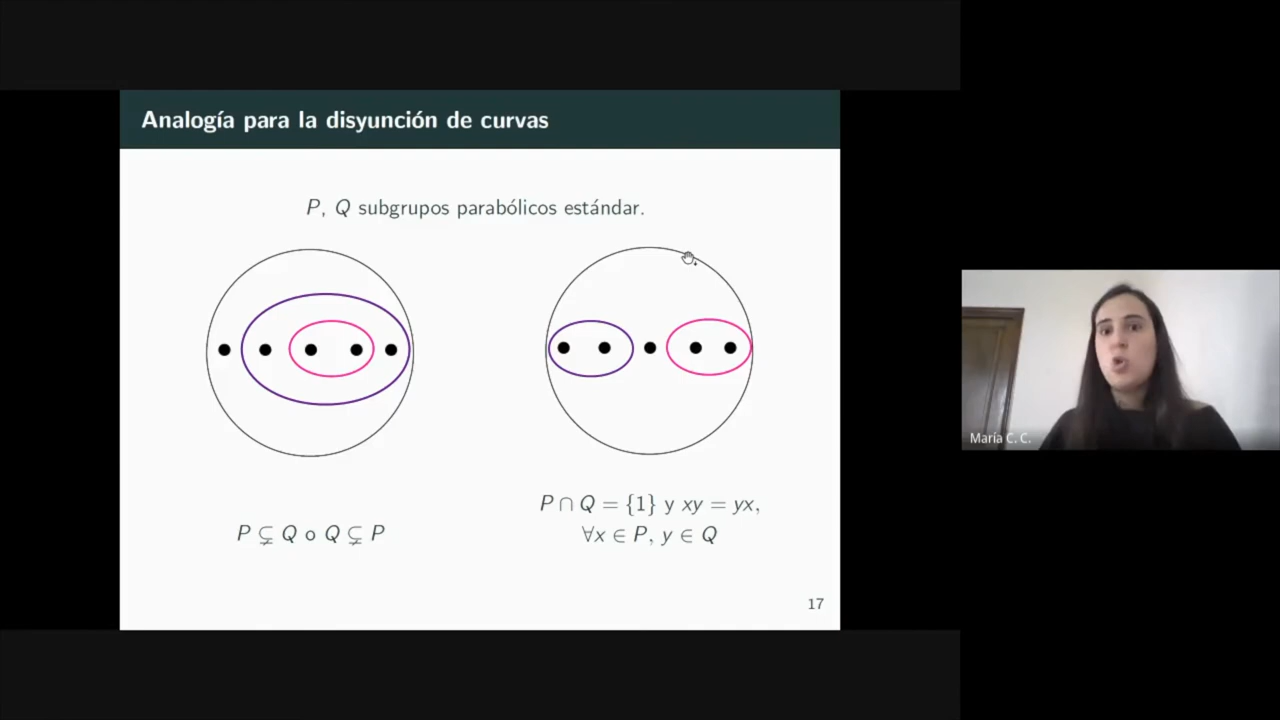 Analogía para la disyunción de curvas
P, Q subgrupos parabólicos estándar.
P ⊊ Q o Q ⊊ P
P ∩ Q = {1} y xy = yx,
∀x ∈ P, y ∈ Q
17
María C. C.